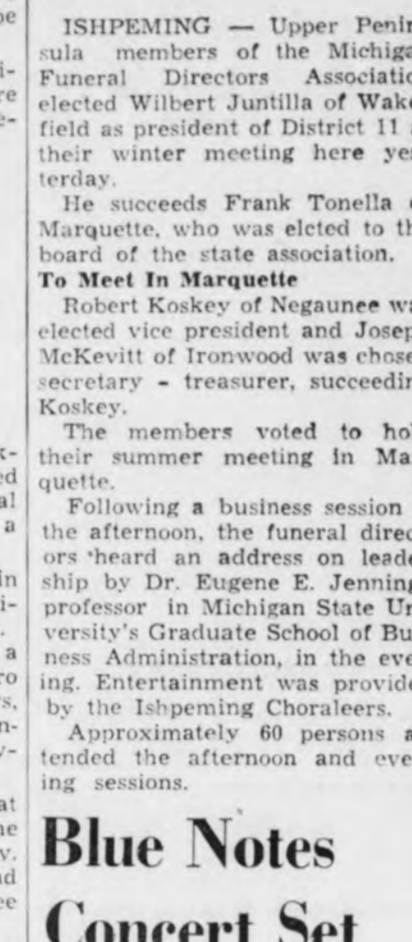 ISHPEMING — Upper Penin
sula members of the Michiga
Funeral Directors Associatio
elected Wilbert Juntilla of Wake
field as president of District 11 a
their winter meeting here yes
terday.
He succeeds Frank Tonella o
Marquette, who was elcted to th
board of the state association.
To Meet In Marquette
Robert Koskey of Negaunee wa
elected vice president and Josep
McKevitt of Ironwood was chose
secretary - treasurer, succeedin
Koskey.
The members voted to hol
their summer meeting in Mar
quette.
Following a business session
the afternoon, the funeral direc
ors heard an address on leade
ship by Dr. Eugene E. Jenning
professor in Michigan State Un
versity's Graduate School of Bu
ness Administration, in the eve
ing. Entertainment was provide
by the Ishpeming Choraleers.
Approximately 60 persons a
tended the afternoon and eve
ing sessions.
Blue Notes
Concert Set